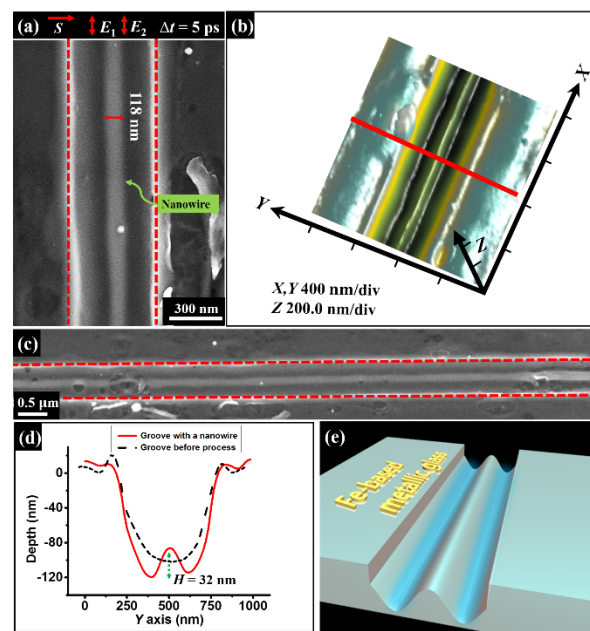 (a)
S E₁ E₂ Δt = 5 ps
118 nm
Nanowire
300 nm
(b)
X
Y
Z
X,Y 400 nm/div
Z 200.0 nm/div
(c)
0.5 μm
(d)
Groove with a nanowire
Groove before process
Depth (nm)
0
-40
-80
-120
H = 32 nm
0 250 500 750 1000
Y axis (nm)
(e)
Fe-based
metallic glass